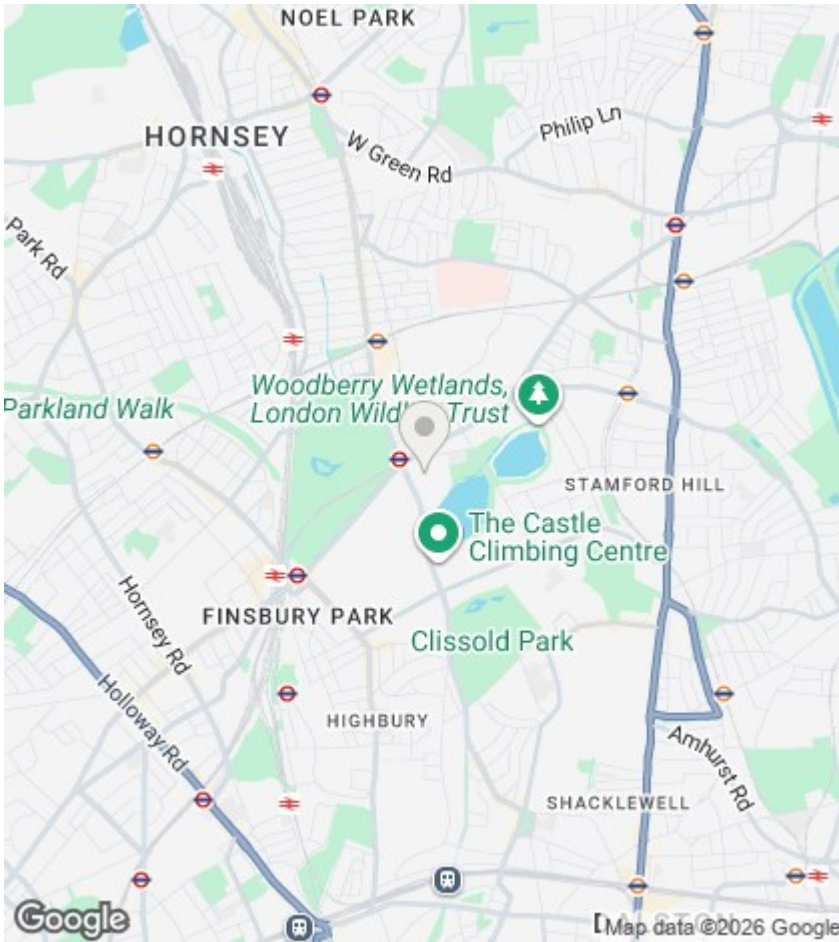 NOEL PARK
HORNSEY
Philip Ln
W Green Rd
Park Rd
Woodberry Wetlands,
London Trust
Parkland Walk
STAMFORD HILL
The Castle
Climbing Centre
Hornsey Rd
FINSBURY PARK
Clissold Park
Holloway Rd
HIGHBURY
Amhurst Rd
SHACKLEWELL
Google
Map data ©2026 Google